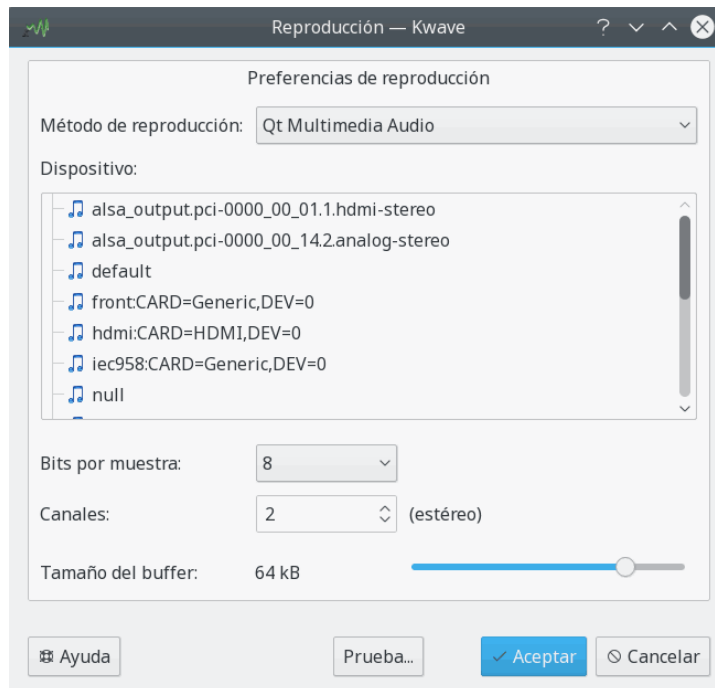 Reproducción — Kwave
Preferencias de reproducción
Método de reproducción: Qt Multimedia Audio
Dispositivo:
alsa_output.pci-0000_00_01.1.hdmi-stereo
alsa_output.pci-0000_00_14.2.analog-stereo
default
front:CARD=Generic,DEV=0
hdmi:CARD=HDMI,DEV=0
iec958:CARD=Generic,DEV=0
null
Bits por muestra: 8
Canales: 2 (estéreo)
Tamaño del buffer: 64 kB
Ayuda Prueba... Aceptar Cancelar